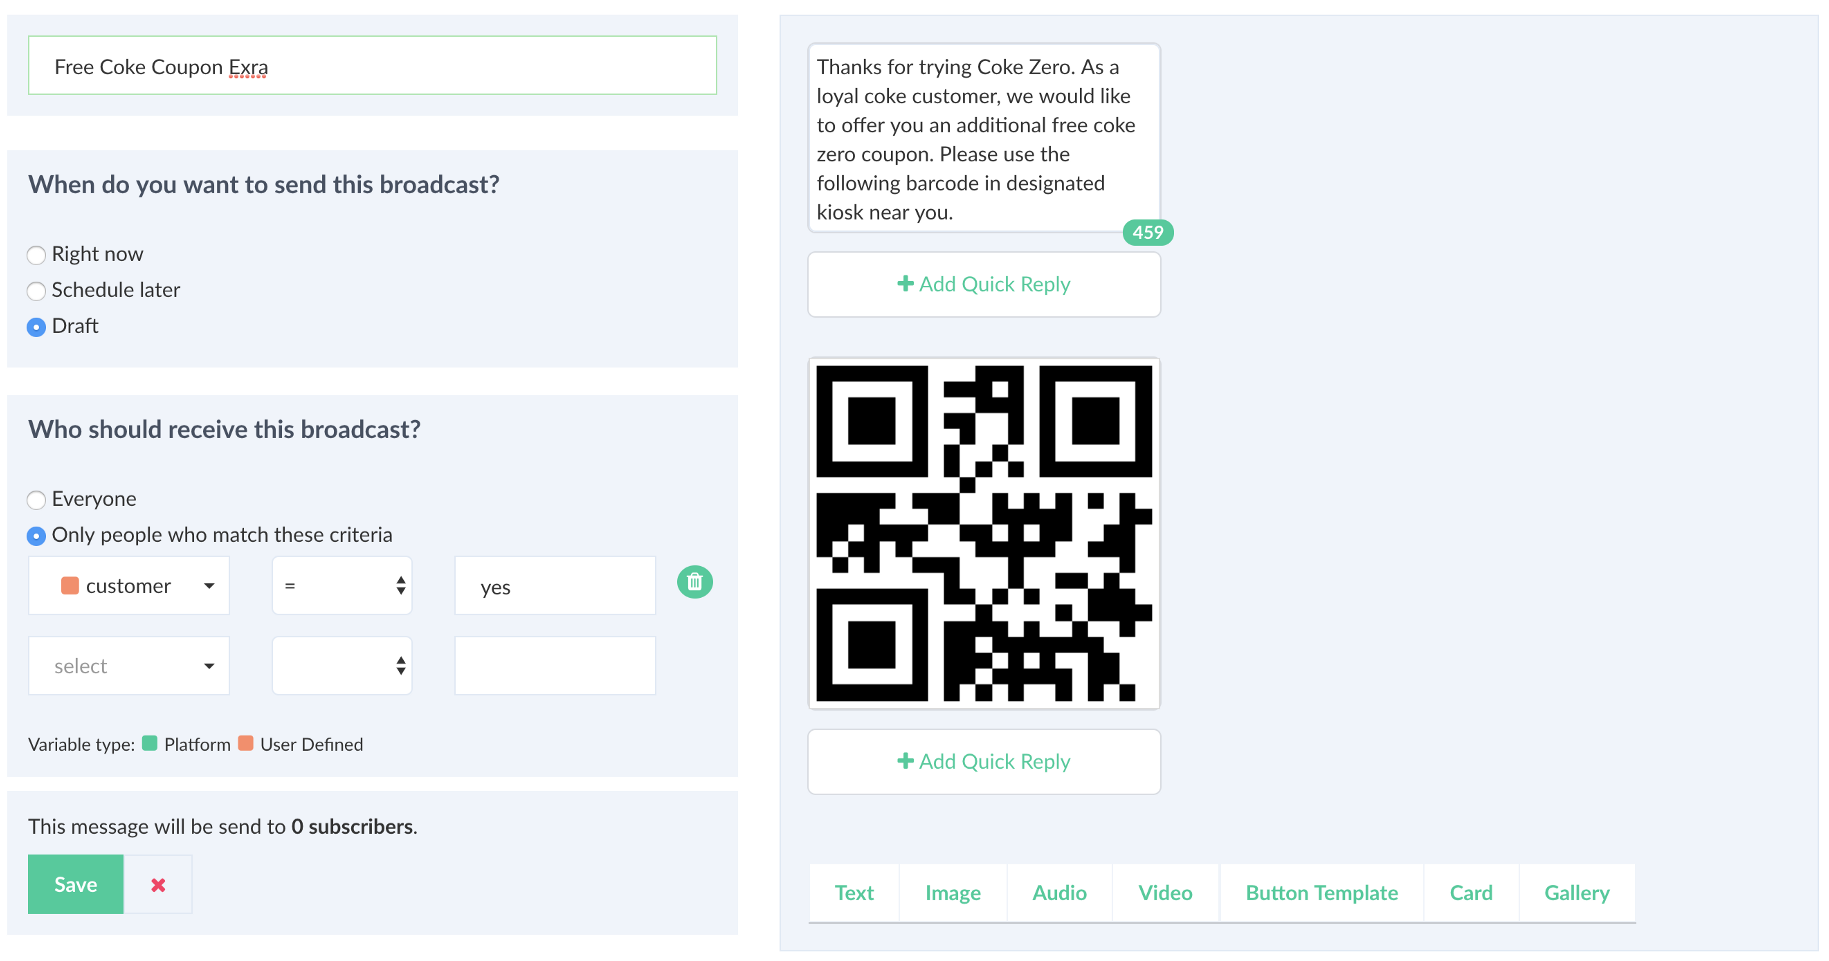 Free Coke Coupon Exra
When do you want to send this broadcast?
Right now
Schedule later
Draft
Who should receive this broadcast?
Everyone
Only people who match these criteria
customer = yes
select
Variable type: Platform User Defined
This message will be send to 0 subscribers.
Save
Thanks for trying Coke Zero. As a
loyal coke customer, we would like
to offer you an additional free coke
zero coupon. Please use the
following barcode in designated
kiosk near you.
459
Add Quick Reply
Add Quick Reply
Text Image Audio Video Button Template Card Gallery